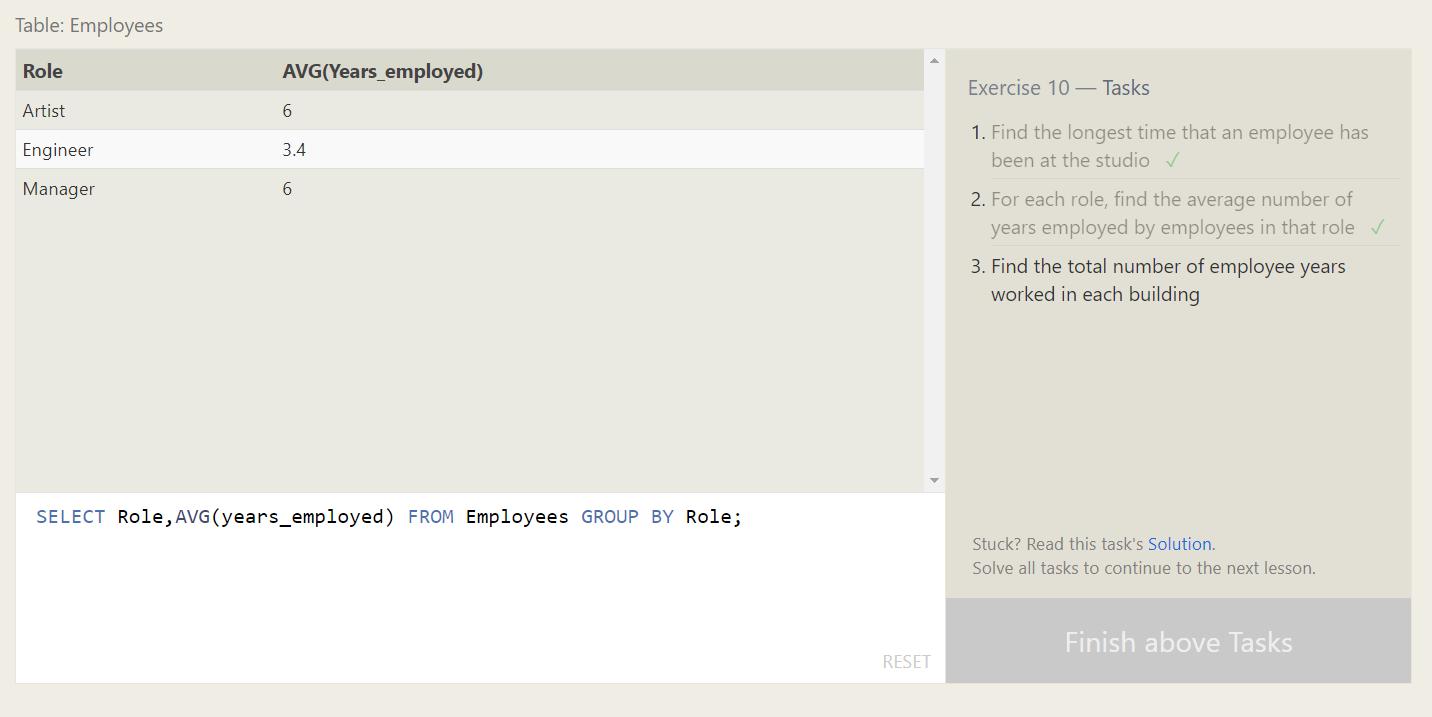 Table: Employees
Role AVG(Years_employed)
Artist 6
Engineer 3.4
Manager 6
SELECT Role,AVG(years_employed) FROM Employees GROUP BY Role;
RESET
Exercise 10 — Tasks
1. Find the longest time that an employee has
been at the studio ✓
2. For each role, find the average number of
years employed by employees in that role ✓
3. Find the total number of employee years
worked in each building
Stuck? Read this task's Solution.
Solve all tasks to continue to the next lesson.
Finish above Tasks